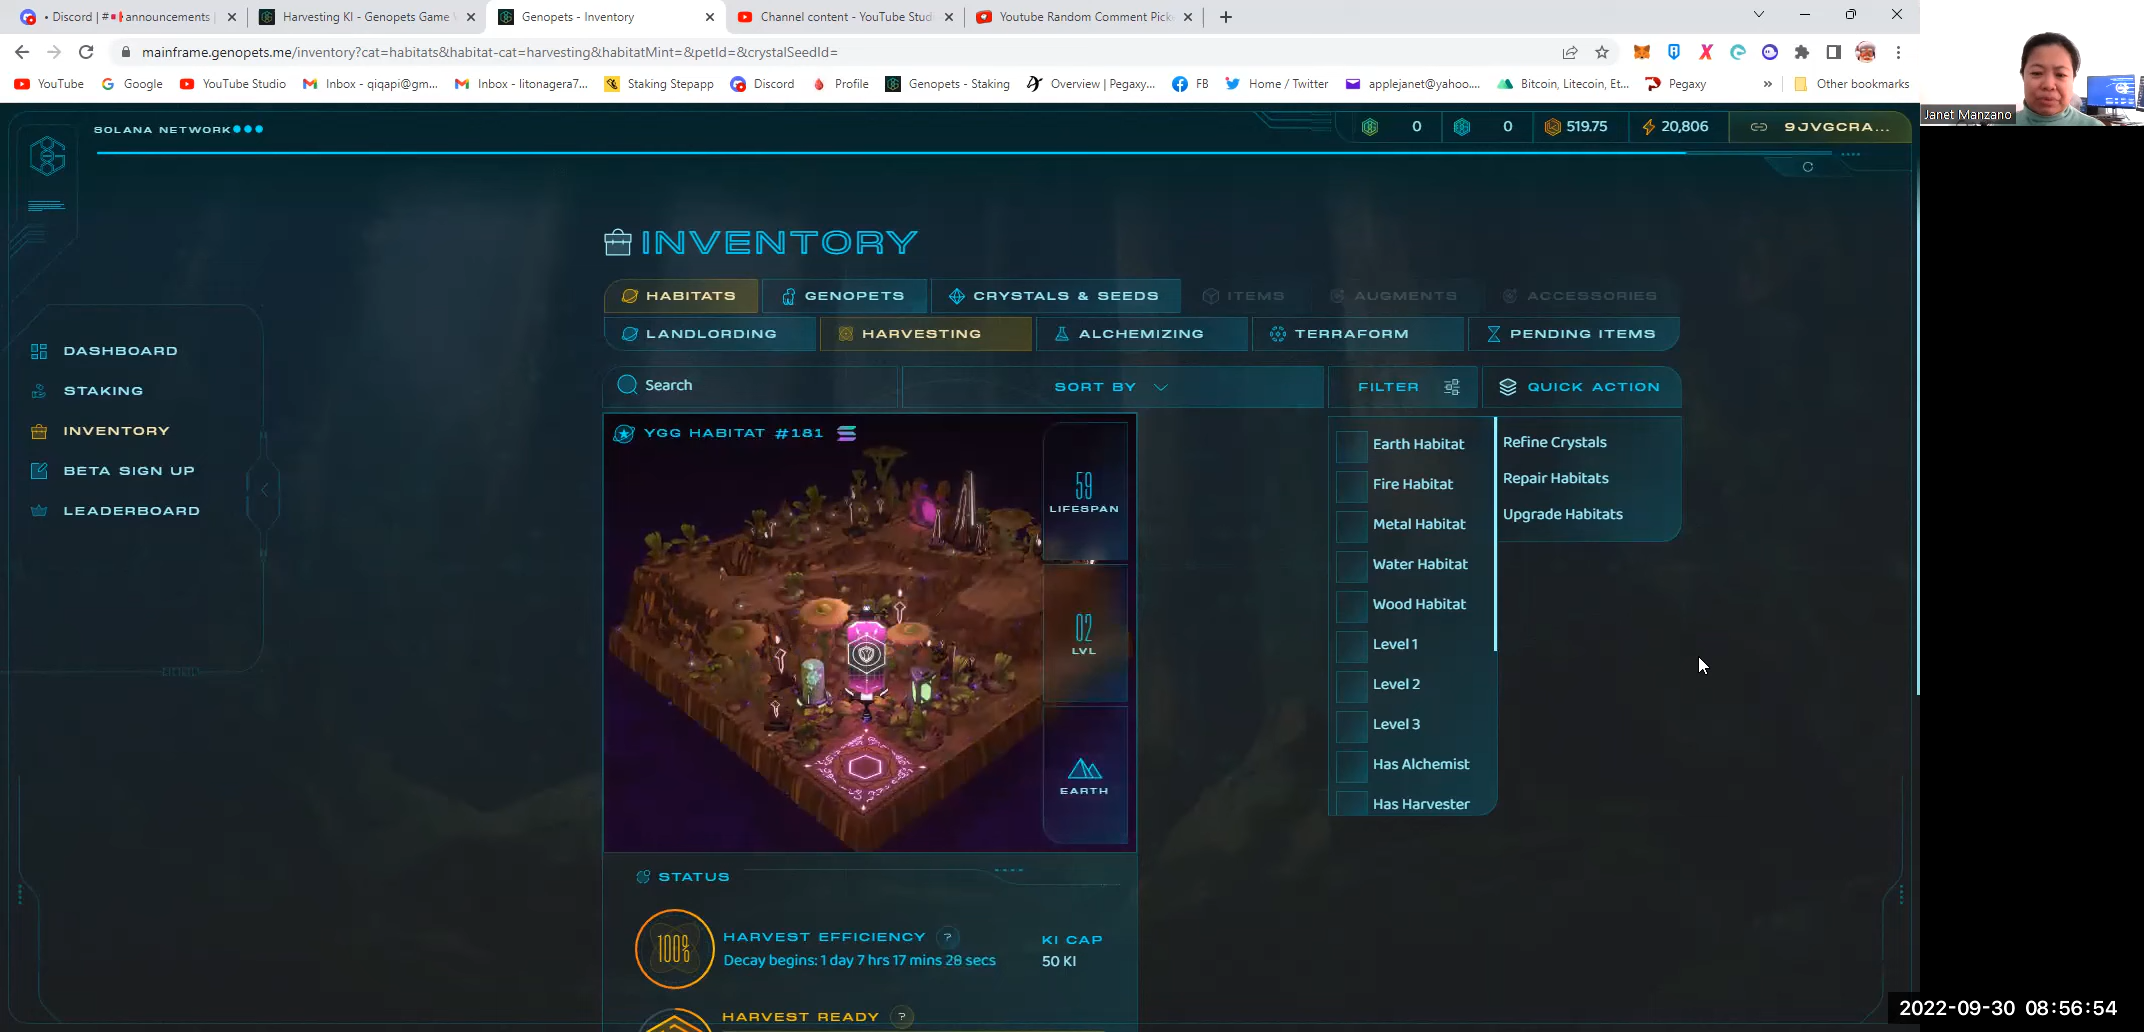 • Discord | # announcements |
Harvesting KI - Genopets Game
Genopets - Inventory
Channel content - YouTube Stud
Youtube Random Comment Pick
mainframe.genopets.me/inventory?cat=habitats&habitat-cat=harvesting&habitatMint=&petId=&crystalSeedId=
YouTube
Google
YouTube Studio
Inbox - qiqapi@gm...
Inbox - litonagera7...
Staking Stepapp
Discord
Profile
Genopets - Staking
Overview | Pegaxy...
FB
Home / Twitter
applejanet@yahoo....
Bitcoin, Litecoin, Et...
Pegaxy
»
Other bookmarks
Janet Manzano
SOLANA NETWORK
0
0
519.75
20,806
9JVGCRA...
INVENTORY
HABITATS
GENOPETS
CRYSTALS & SEEDS
ITEMS
AUGMENTS
ACCESSORIES
LANDLORDING
HARVESTING
ALCHEMIZING
TERRAFORM
PENDING ITEMS
DASHBOARD
STAKING
INVENTORY
BETA SIGN UP
LEADERBOARD
Search
SORT BY
FILTER
QUICK ACTION
YGG HABITAT #181
59
LIFESPAN
02
LVL
EARTH
Earth Habitat
Fire Habitat
Metal Habitat
Water Habitat
Wood Habitat
Level 1
Level 2
Level 3
Has Alchemist
Has Harvester
Refine Crystals
Repair Habitats
Upgrade Habitats
STATUS
100%
HARVEST EFFICIENCY ?
Decay begins: 1 day 7 hrs 17 mins 28 secs
KI CAP
50 KI
HARVEST READY ?
2022-09-30 08:56:54